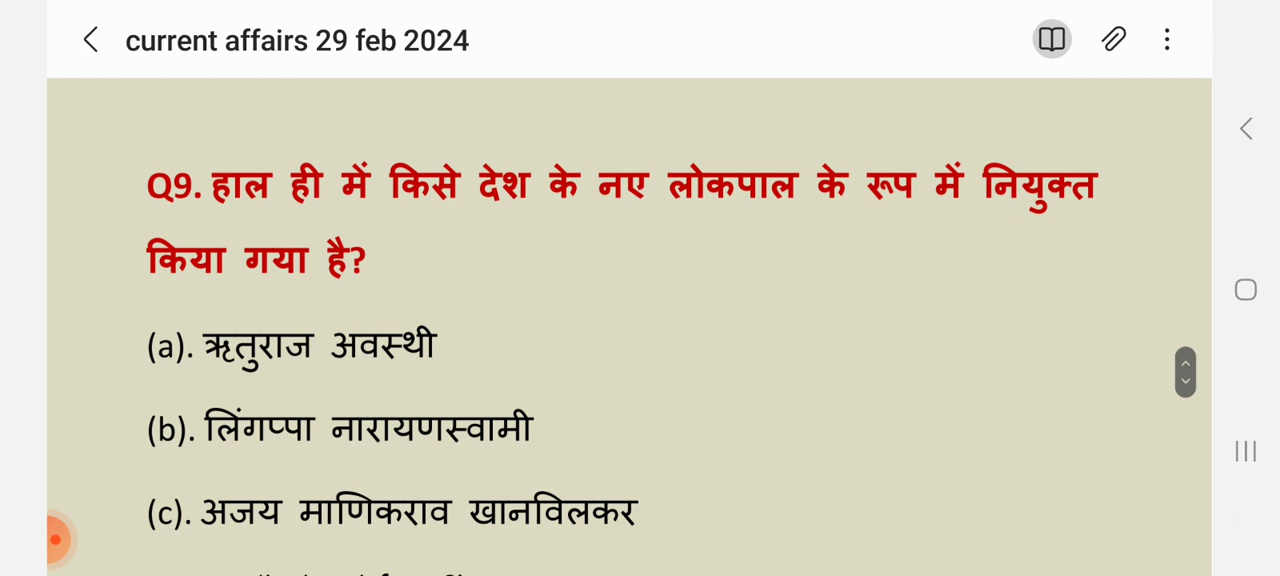 current affairs 29 feb 2024
Q9. हाल ही में किसे देश के नए लोकपाल के रूप में नियुक्त
किया गया है?
(a). ऋतुराज अवस्थी
(b). लिंगप्पा नारायणस्वामी
(c). अजय माणिकराव खानविलकर